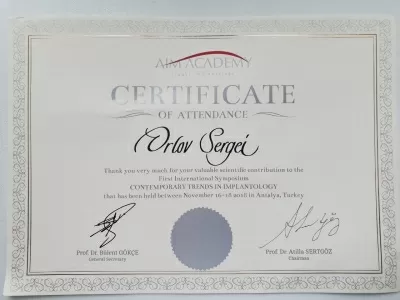 AIM ACADEMY
CERTIFICATE
OF ATTENDANCE
Orlov Sergei
Thank you very much for your valuable scientific contribution to the
First International Symposium
CONTEMPORARY TRENDS IN IMPLANTOLOGY
that has been held between November 16-18 2018 in Antalya, Turkey
Prof. Dr. Bülent GÖKÇE
General Secretary
Prof. Dr. Atilla SERTGÖZ
Chairman